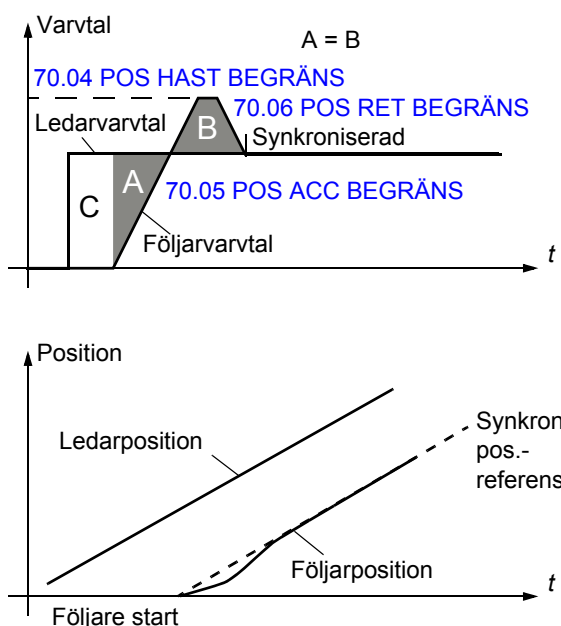 Varvtal
A = B
70.04 POS HAST BEGRÄNS
70.06 POS RET BEGRÄNS
Ledarvarvtal
B
Synkroniserad
A
70.05 POS ACC BEGRÄNS
C
Följarvarvtal
t
Position
Ledarposition
Synkron
pos.-
referens
Följarposition
t
Följare start